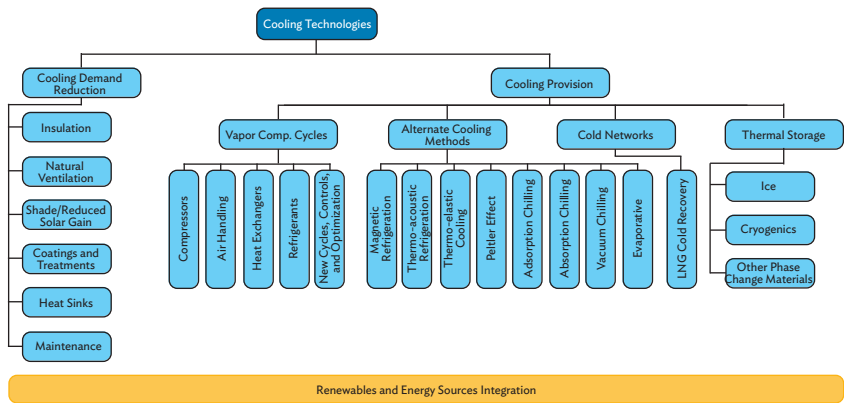 Cooling Technologies
Cooling Demand
Reduction
Cooling Provision
Insulation
Natural
Ventilation
Shade/Reduced
Solar Gain
Coatings and
Treatments
Heat Sinks
Maintenance
Vapor Comp. Cycles
Alternate Cooling
Methods
Cold Networks
Thermal Storage
Compressors
Air Handling
Heat Exchangers
Refrigerants
New Cycles, Controls,
and Optimization
Magnetic
Refrigeration
Thermo-acoustic
Refrigeration
Thermo-elastic
Cooling
Peltier Effect
Adsorption Chilling
Absorption Chilling
Vacuum Chilling
Evaporative
LNG Cold Recovery
Ice
Cryogenics
Other Phase
Change Materials
Renewables and Energy Sources Integration